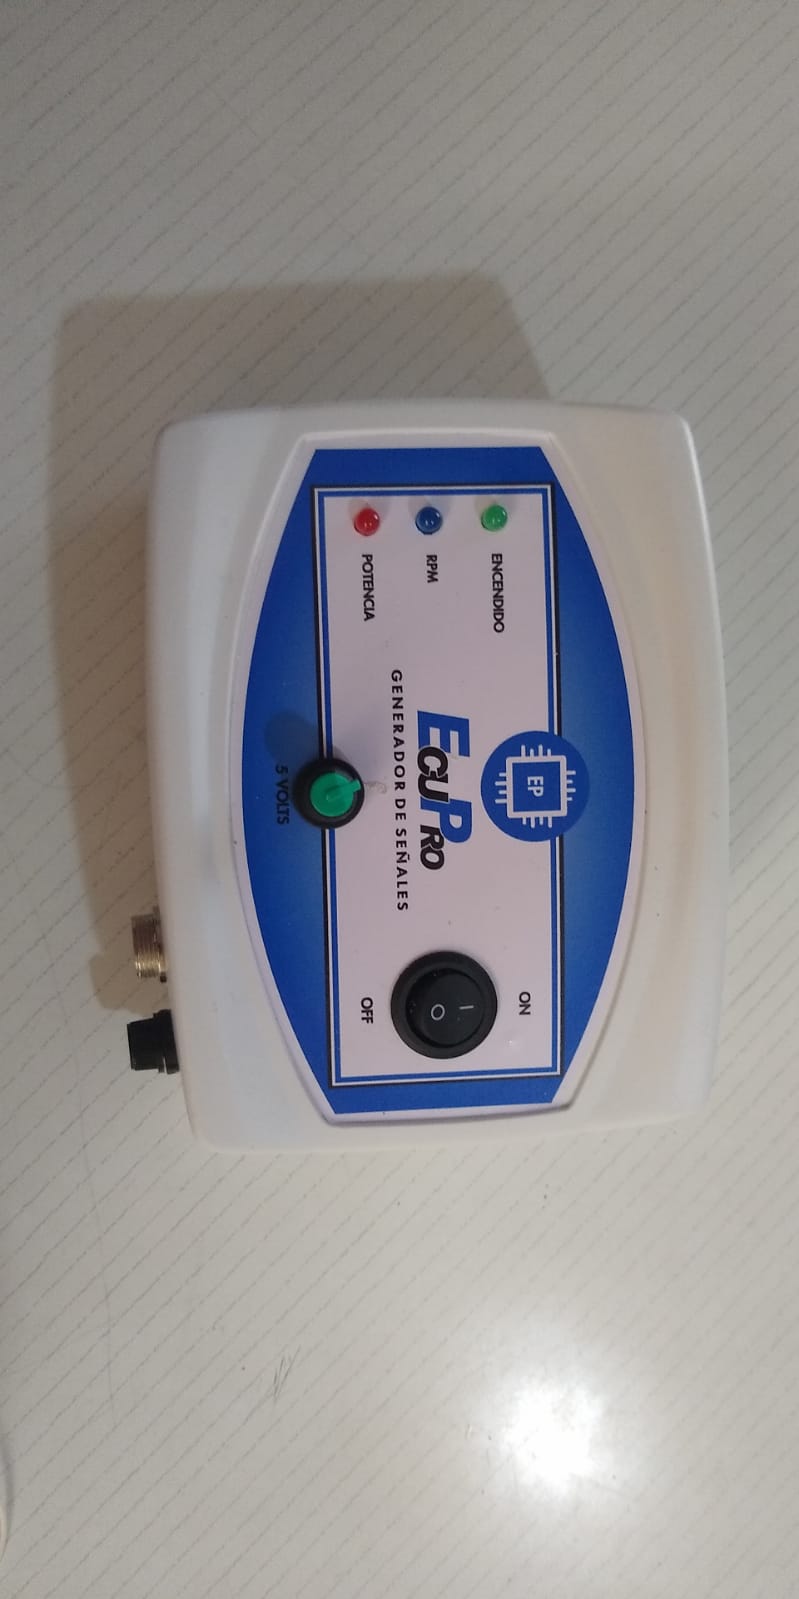 EP
ECUPRO
GENERADOR DE SEÑALES
ENCENDIDO
RPM
POTENCIA
ON
I
O
OFF
5 VOLTS